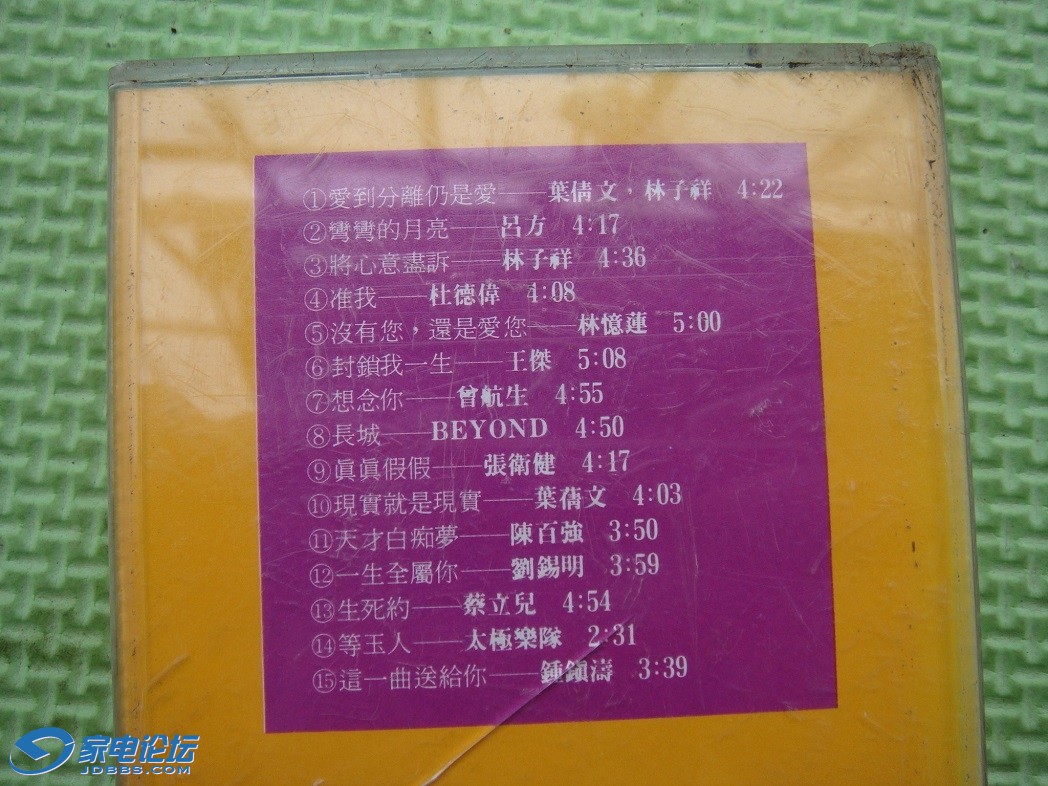 ①愛到分離仍是愛——葉倩文、林子祥 4:22
②彎彎的月亮——呂方 4:17
③將心意盡訴——林子祥 4:36
④准我——杜德偉 4:08
⑤沒有您，還是愛您——林憶蓮 5:00
⑥封鎖我一生——王傑 5:08
⑦想念你——曾航生 4:55
⑧長城——BEYOND 4:50
⑨眞眞假假——張衛健 4:17
⑩現實就是現實——葉蒨文 4:03
⑪天才白痴夢——陳百強 3:50
⑫一生全屬你——劉錫明 3:59
⑬生死約——蔡立兒 4:54
⑭等玉人——太極樂隊 2:31
⑮這一曲送給你——鍾鎮濤 3:39
家电论坛
JDBBS.COM